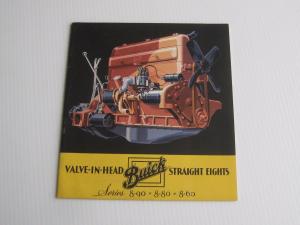 VALVE-IN-HEAD Buick STRAIGHT EIGHTS
Series 8-90 • 8-80 • 8-60